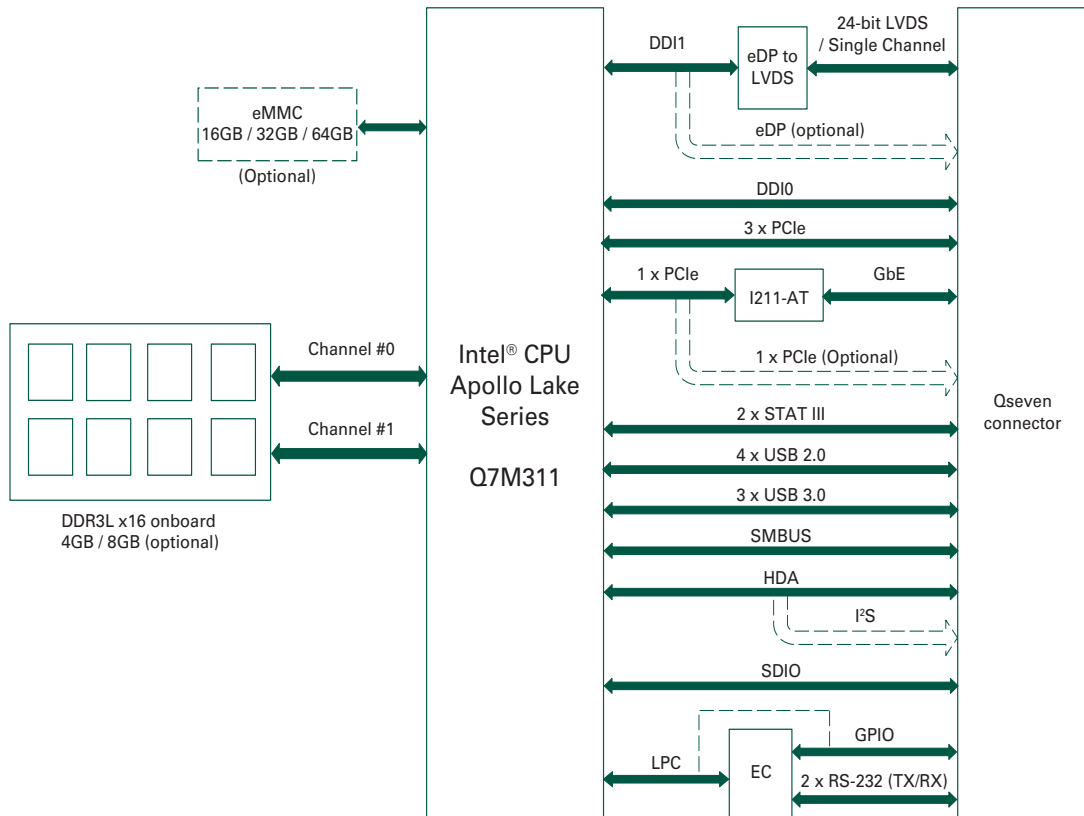 eMMC
16GB / 32GB / 64GB
(Optional)
Channel #0
Channel #1
DDR3L x16 onboard
4GB / 8GB (optional)
Intel® CPU
Apollo Lake
Series
Q7M311
DDI1
eDP to
LVDS
24-bit LVDS
/ Single Channel
eDP (optional)
DDI0
3 x PCIe
1 x PCIe
I211-AT
GbE
1 x PCIe (Optional)
2 x STAT III
4 x USB 2.0
3 x USB 3.0
SMBUS
HDA
I²S
SDIO
LPC
EC
GPIO
2 x RS-232 (TX/RX)
Qseven
connector